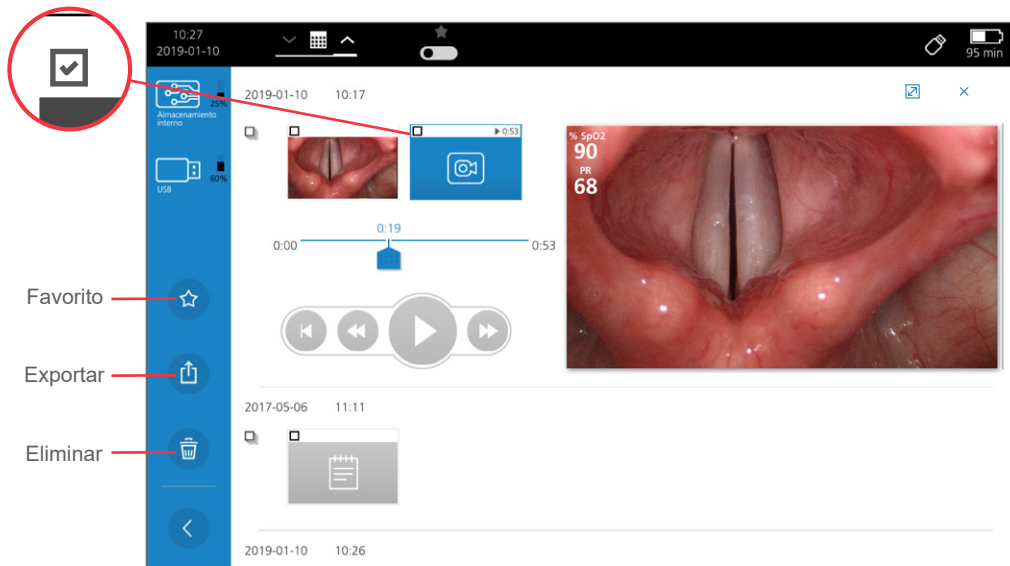 10:27
2019-01-10
95 min
25%
Almacenamiento
interno
60%
USB
2019-01-10 10:17
0:53
% SpO2
90
PR
68
0:19
0:00
0:53
Favorito
Exportar
Eliminar
2017-05-06 11:11
2019-01-10 10:26